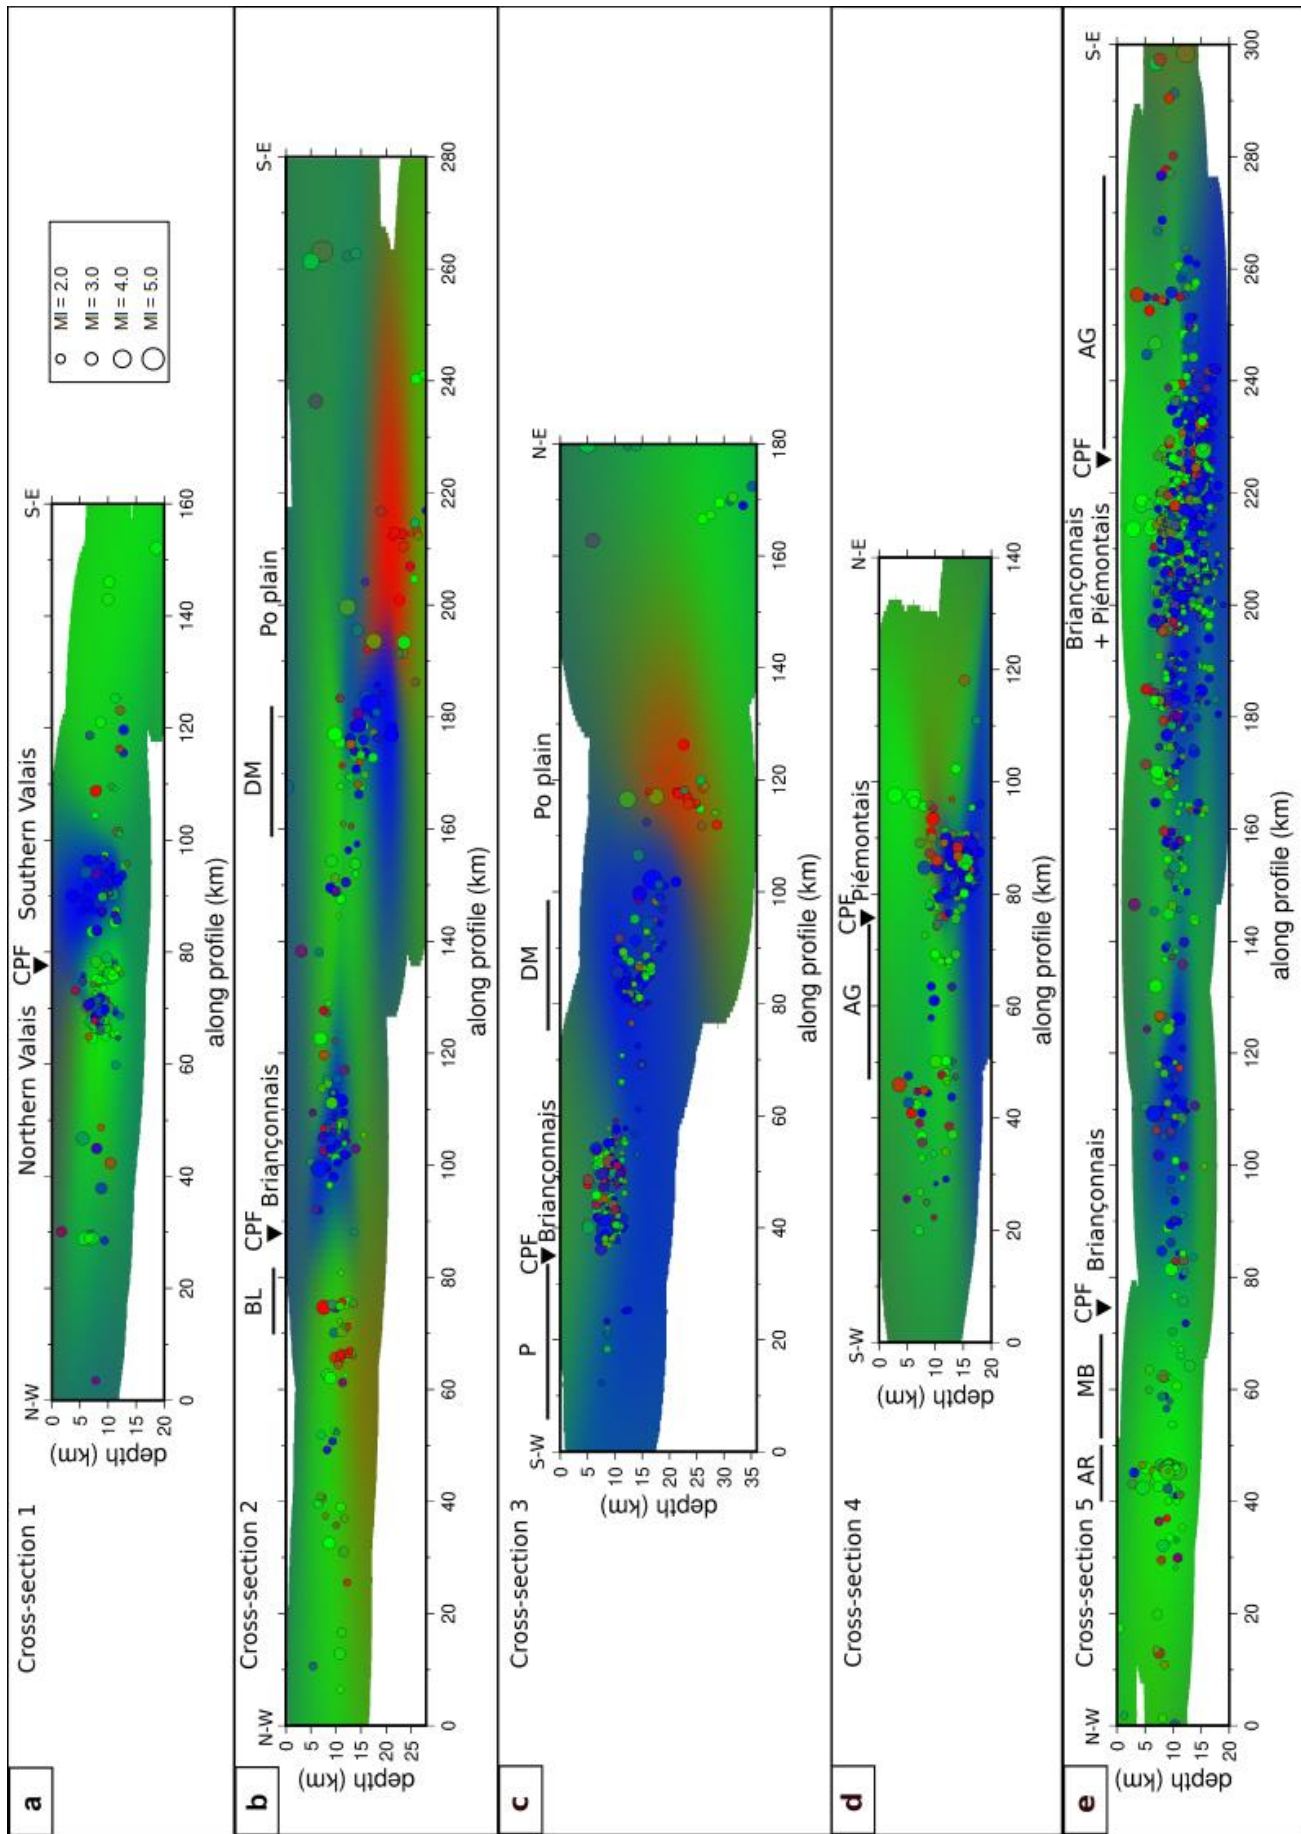 a
Cross-section 1
N-W
Northern Valais
CPF
Southern Valais
S-E
Ml = 2.0
Ml = 3.0
Ml = 4.0
Ml = 5.0
0
5
10
15
20
depth (km)
0 20 40 60 80 100 120 140 160
along profile (km)
b
Cross-section 2
N-W
BL
CPF
Briançonnais
DM
Po plain
S-E
0
5
10
15
20
25
depth (km)
0 20 40 60 80 100 120 140 160 180 200 220 240 260 280
along profile (km)
c
Cross-section 3
S-W
P
CPF
Briançonnais
DM
Po plain
N-E
0
5
10
15
20
25
30
35
depth (km)
0 20 40 60 80 100 120 140 160 180
along profile (km)
d
Cross-section 4
S-W
AG
CPF
Piémontais
N-E
0
5
10
15
20
depth (km)
0 20 40 60 80 100 120 140
along profile (km)
e
Cross-section 5
N-W
AR
MB
CPF
Briançonnais
Briançonnais
+ Piémontais
CPF
AG
S-E
0
5
10
15
20
depth (km)
0 20 40 60 80 100 120 140 160 180 200 220 240 260 280 300
along profile (km)